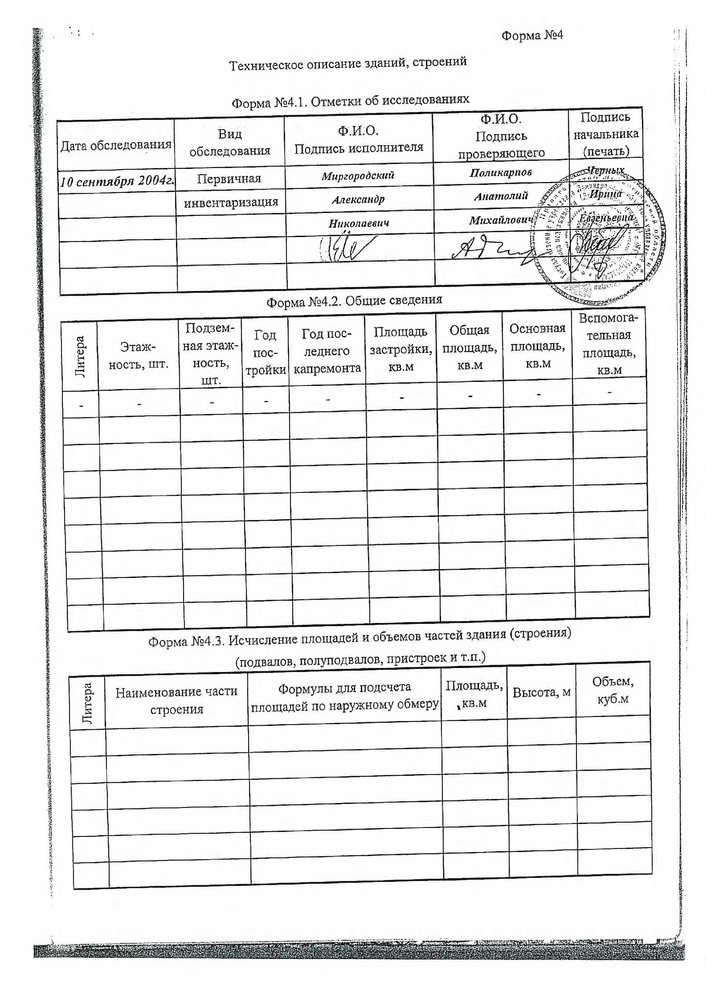 Форма №4
Техническое описание зданий, строений
Форма №4.1. Отметки об исследованиях
Дата обследования
Вид
обследования
Ф.И.О.
Подпись исполнителя
Ф.И.О.
Подпись
проверяющего
Подпись
начальника
(печать)
10 сентября 2004г. Первичная Миргородский Поликарпов Черных
инвентаризация Александр Анатолий Ирина
Николаевич Михайлович Евгеньевна
Форма №4.2. Общие сведения
Литера
Этаж-
ность, шт.
Подзем-
ная этаж-
ность,
шт.
Год
пос-
тройки
Год пос-
леднего
капремонта
Площадь
застройки,
кв.м
Общая
площадь,
кв.м
Основная
площадь,
кв.м
Вспомога-
тельная
площадь,
кв.м
- - - - - - - - -
Форма №4.3. Исчисление площадей и объемов частей здания (строения)
(подвалов, полуподвалов, пристроек и т.п.)
Литера
Наименование части
строения
Формулы для подсчета
площадей по наружному обмеру
Площадь,
кв.м
Высота, м
Объем,
куб.м